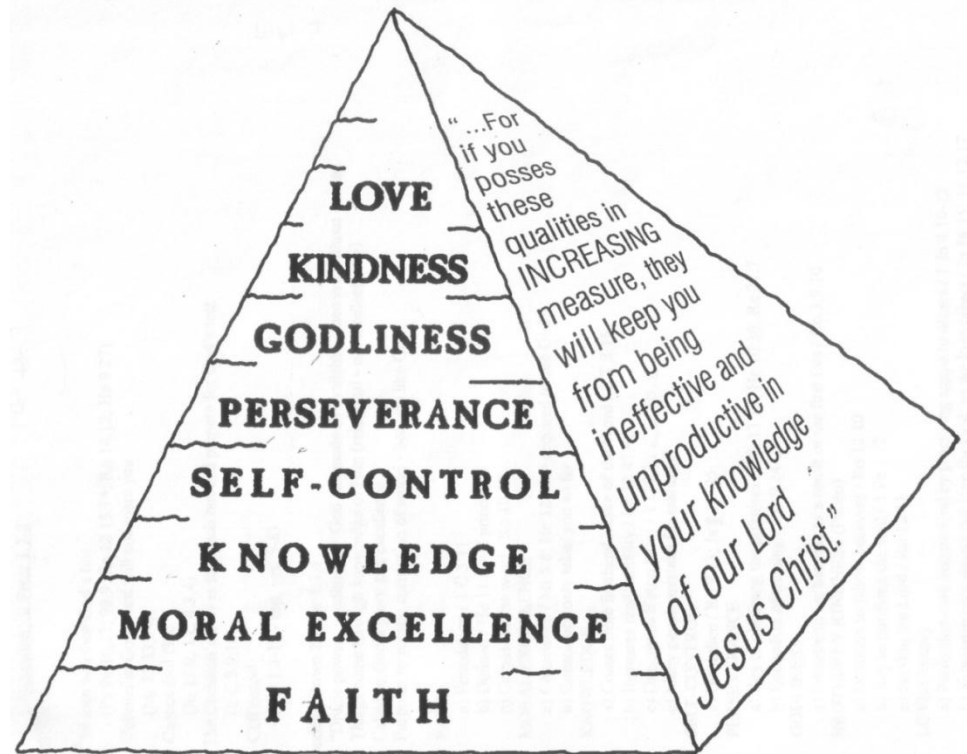 LOVE
KINDNESS
GODLINESS
PERSEVERANCE
SELF-CONTROL
KNOWLEDGE
MORAL EXCELLENCE
FAITH
"...For
if you
posses
these
qualities in
INCREASING
measure, they
will keep you
from being
ineffective and
unproductive in
your knowledge
of our Lord
Jesus Christ."